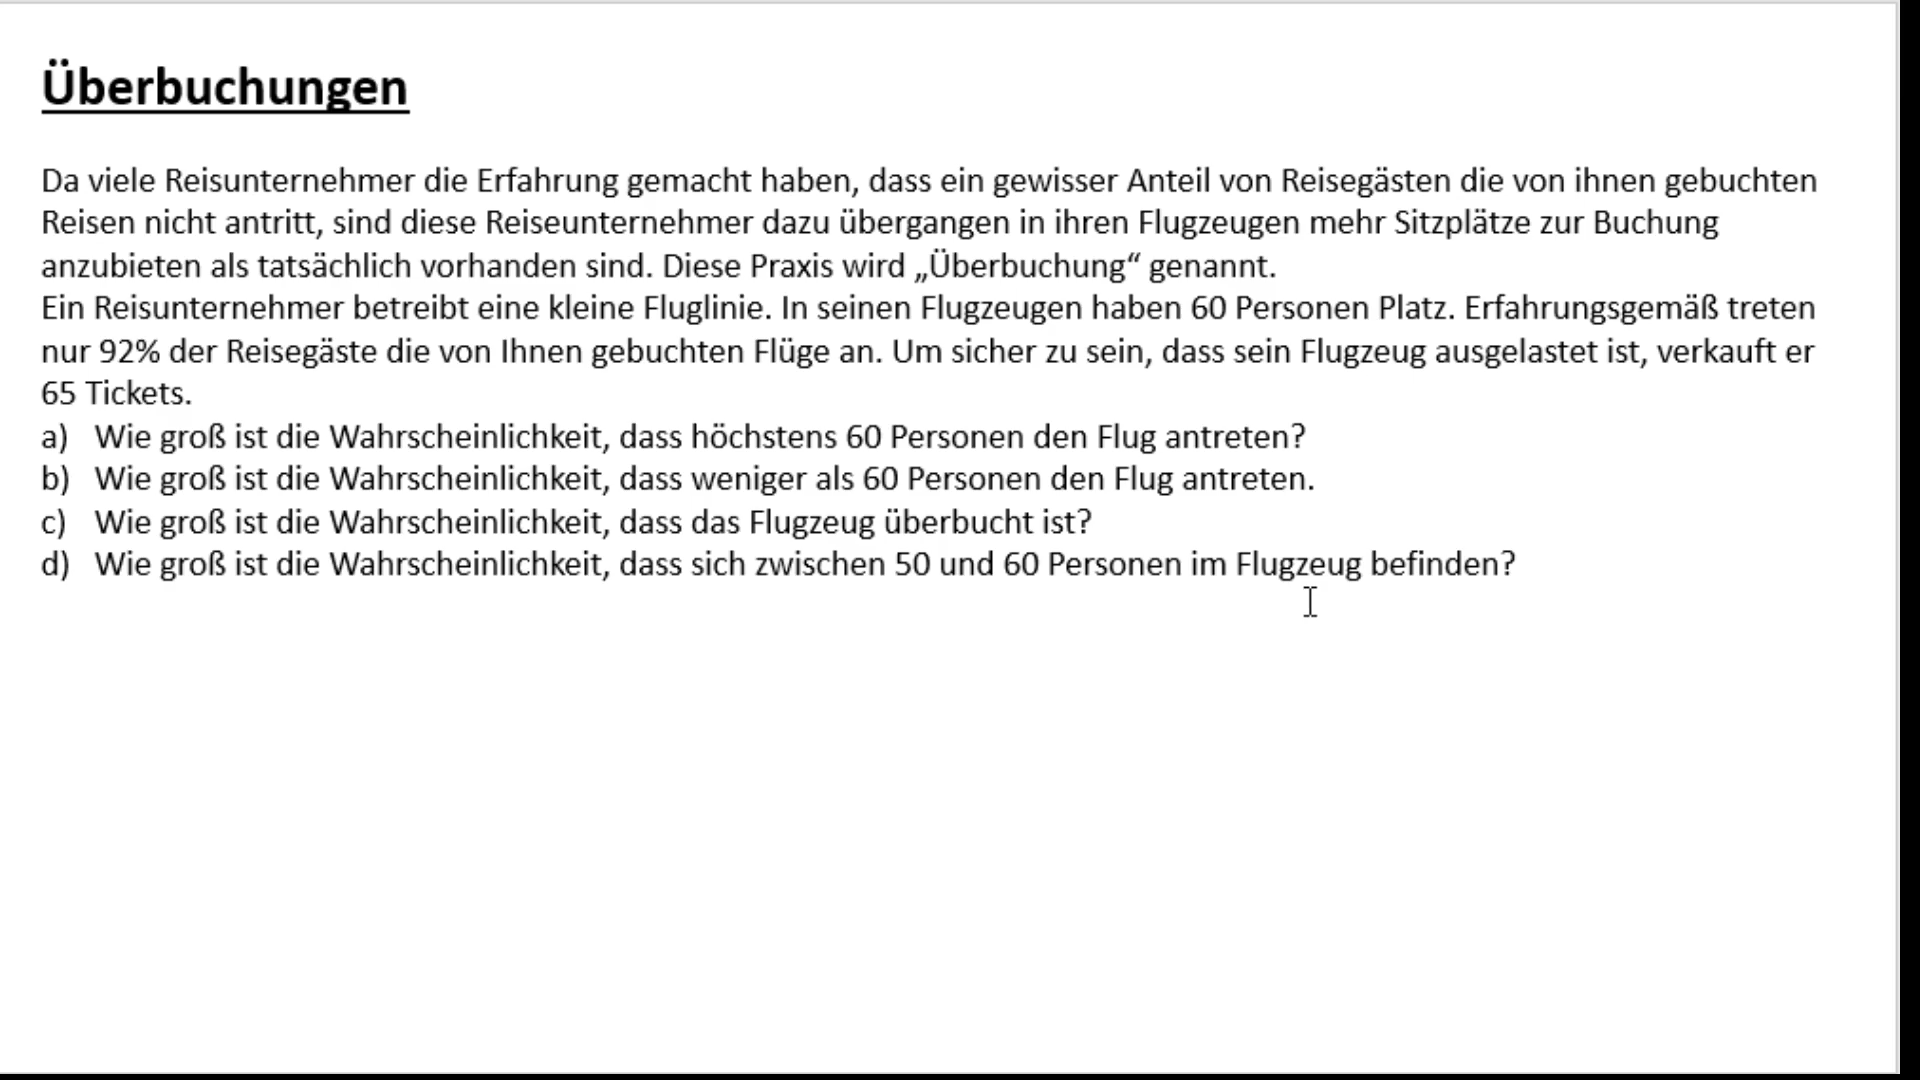 Überbuchungen
Da viele Reisunternehmer die Erfahrung gemacht haben, dass ein gewisser Anteil von Reisegästen die von ihnen gebuchten
Reisen nicht antritt, sind diese Reiseunternehmer dazu übergangen in ihren Flugzeugen mehr Sitzplätze zur Buchung
anzubieten als tatsächlich vorhanden sind. Diese Praxis wird „Überbuchung“ genannt.
Ein Reisunternehmer betreibt eine kleine Fluglinie. In seinen Flugzeugen haben 60 Personen Platz. Erfahrungsgemäß treten
nur 92% der Reisegäste die von Ihnen gebuchten Flüge an. Um sicher zu sein, dass sein Flugzeug ausgelastet ist, verkauft er
65 Tickets.
a) Wie groß ist die Wahrscheinlichkeit, dass höchstens 60 Personen den Flug antreten?
b) Wie groß ist die Wahrscheinlichkeit, dass weniger als 60 Personen den Flug antreten.
c) Wie groß ist die Wahrscheinlichkeit, dass das Flugzeug überbucht ist?
d) Wie groß ist die Wahrscheinlichkeit, dass sich zwischen 50 und 60 Personen im Flugzeug befinden?